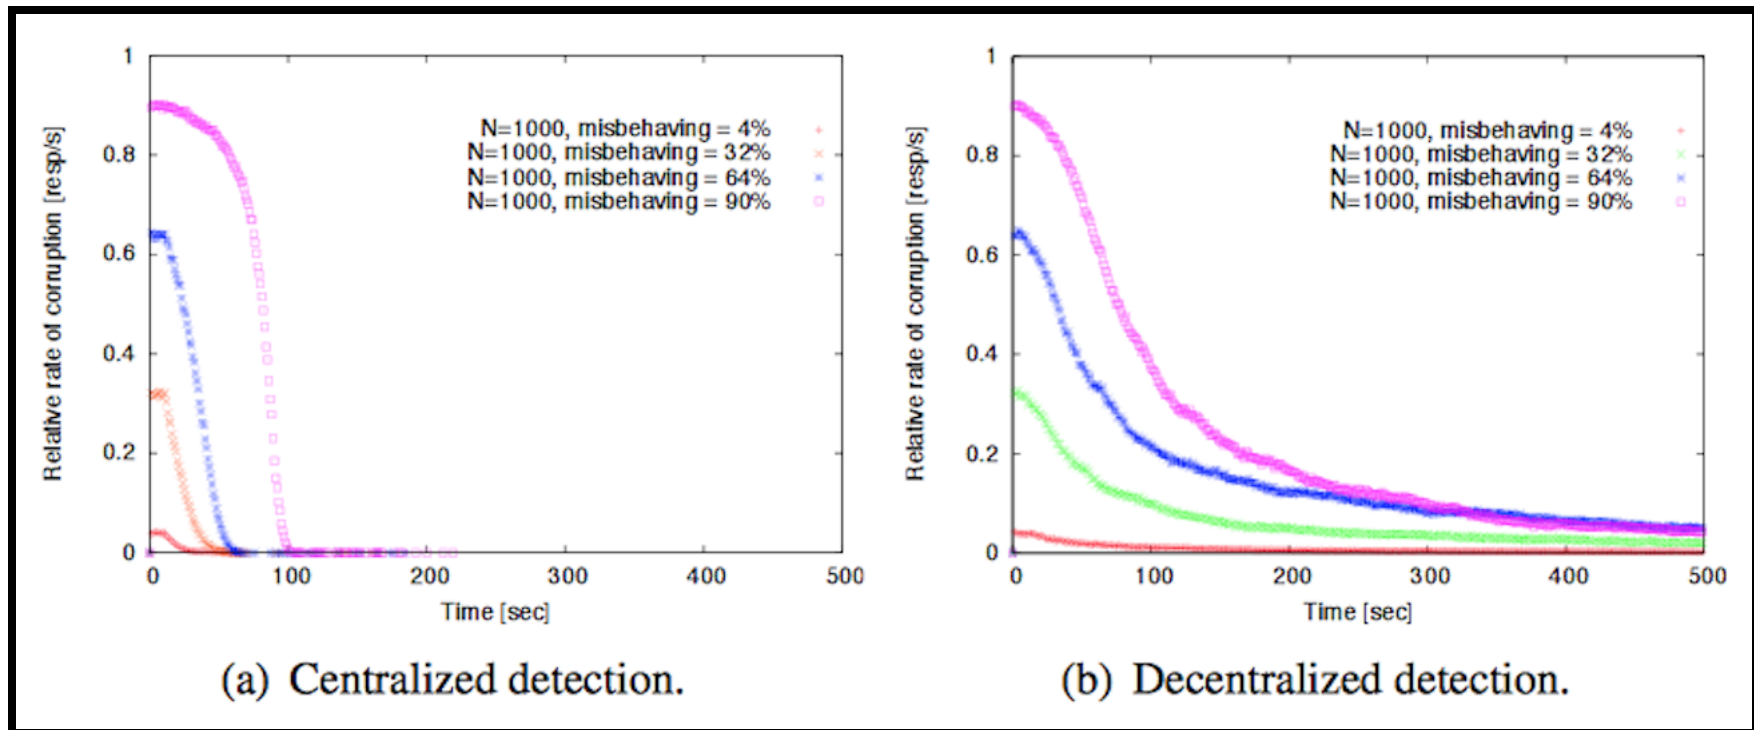 1
0.8
0.6
0.4
0.2
0
Relative rate of corruption [resp/s]
N=1000, misbehaving = 4%
N=1000, misbehaving = 32%
N=1000, misbehaving = 64%
N=1000, misbehaving = 90%
0 100 200 300 400 500
Time [sec]
(a) Centralized detection.
1
0.8
0.6
0.4
0.2
0
Relative rate of corruption [resp/s]
N=1000, misbehaving = 4%
N=1000, misbehaving = 32%
N=1000, misbehaving = 64%
N=1000, misbehaving = 90%
0 100 200 300 400 500
Time [sec]
(b) Decentralized detection.